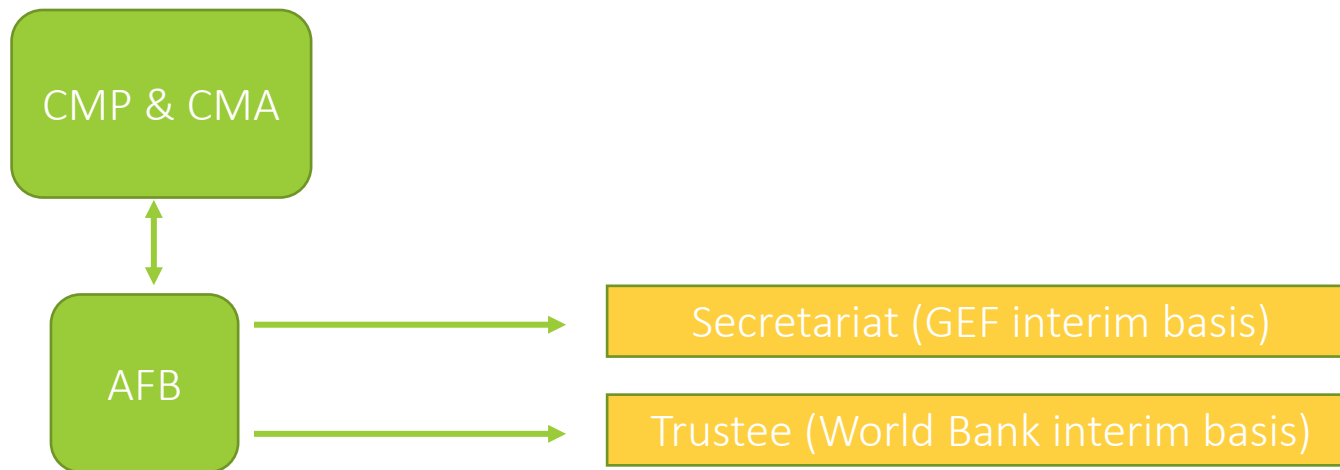 CMP & CMA
Secretariat (GEF interim basis)
AFB
Trustee (World Bank interim basis)